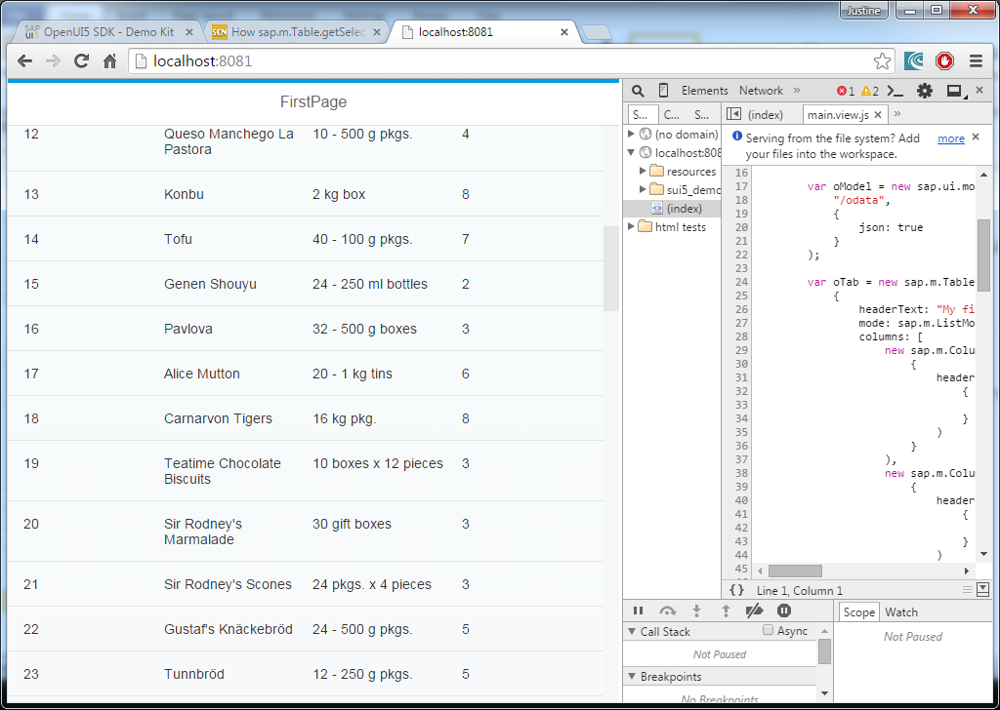 Justine
SAP UI5 OpenUI5 SDK - Demo Kit
SCN How sap.m.Table.getSelec
localhost:8081
localhost:8081
FirstPage
12 Queso Manchego La Pastora 10 - 500 g pkgs. 4
13 Konbu 2 kg box 8
14 Tofu 40 - 100 g pkgs. 7
15 Genen Shouyu 24 - 250 ml bottles 2
16 Pavlova 32 - 500 g boxes 3
17 Alice Mutton 20 - 1 kg tins 6
18 Carnarvon Tigers 16 kg pkg. 8
19 Teatime Chocolate Biscuits 10 boxes x 12 pieces 3
20 Sir Rodney's Marmalade 30 gift boxes 3
21 Sir Rodney's Scones 24 pkgs. x 4 pieces 3
22 Gustaf's Knäckebröd 24 - 500 g pkgs. 5
23 Tunnbröd 12 - 250 g pkgs. 5
Elements Network » 1 2
S... C... S...
(index) main.view.js »
(no domain)
localhost:808
resources
sui5_demo
(index)
html tests
Serving from the file system? Add your files into the workspace. more
16
17 var oModel = new sap.ui.mo
18 "/odata",
19 {
20 json: true
21 }
22 );
23
24 var oTab = new sap.m.Table
25 {
26 headerText: "My fi
27 mode: sap.m.ListMo
28 columns: [
29 new sap.m.Colu
30 {
31 header
32 {
33
34 }
35 )
36 }
37 ),
38 new sap.m.Colu
39 {
40 header
41 {
42
43 }
44 )
45
{} Line 1, Column 1
Call Stack Async
Not Paused
Breakpoints
No Breakpoints
Scope Watch
Not Paused